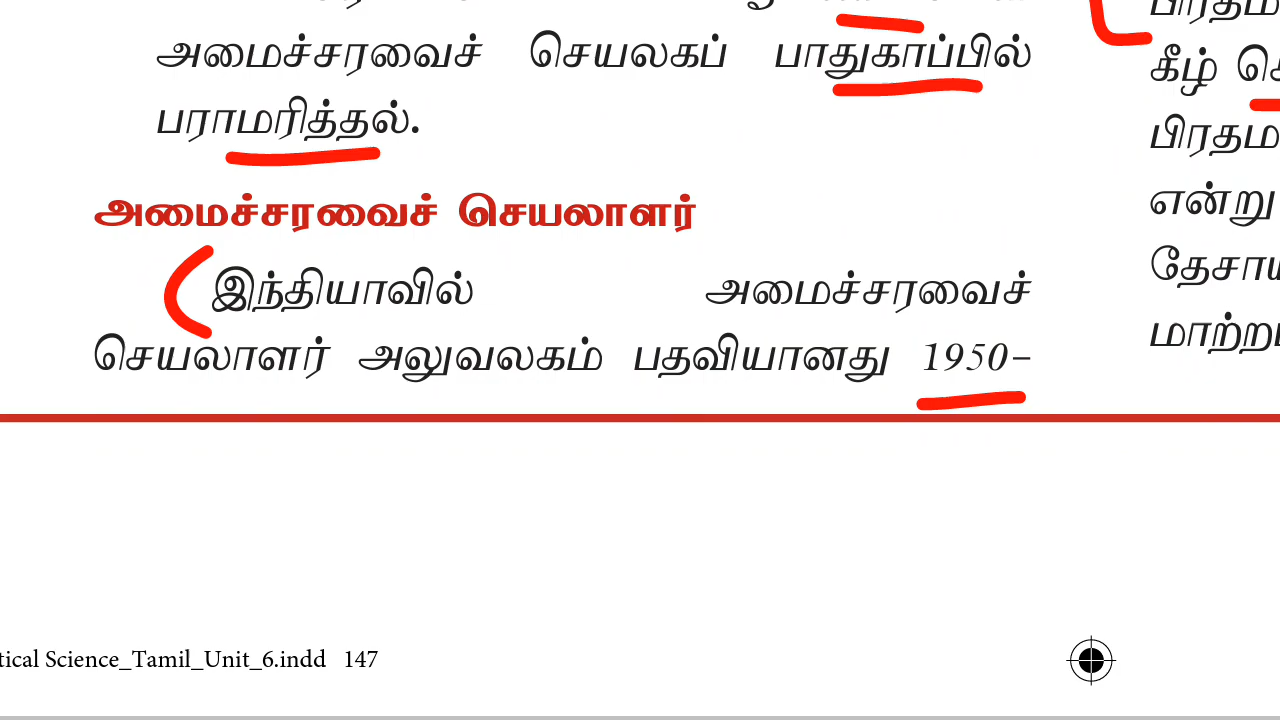 அமைச்சரவைச் செயலகப் பாதுகாப்பில்
பராமரித்தல்.
அமைச்சரவைச் செயலாளர்
இந்தியாவில் அமைச்சரவைச்
செயலாளர் அலுவலகம் பதவியானது 1950-
கீழ்
என்று
tical Science_Tamil_Unit_6.indd 147